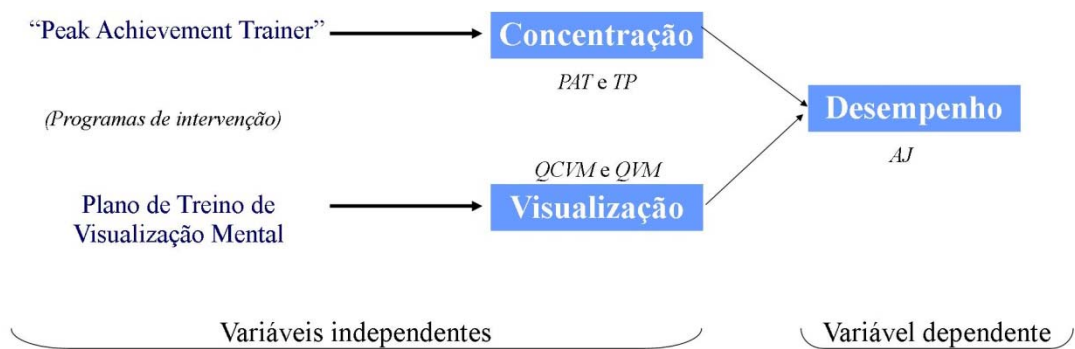 “Peak Achievement Trainer”
Concentração
PAT e TP
(Programas de intervenção)
Desempenho
AJ
QCVM e QVM
Visualização
Plano de Treino de
Visualização Mental
Variáveis independentes
Variável dependente